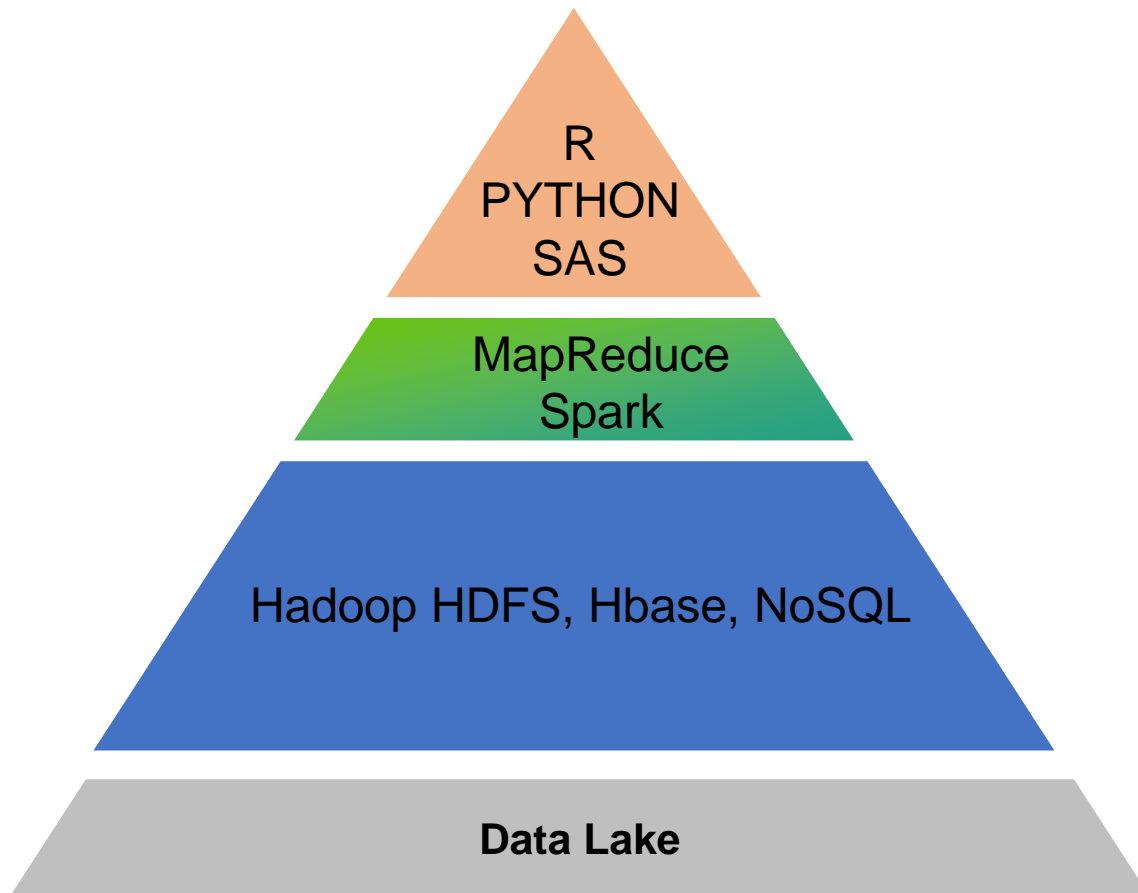 R
PYTHON
SAS
MapReduce
Spark
Hadoop HDFS, Hbase, NoSQL
Data Lake